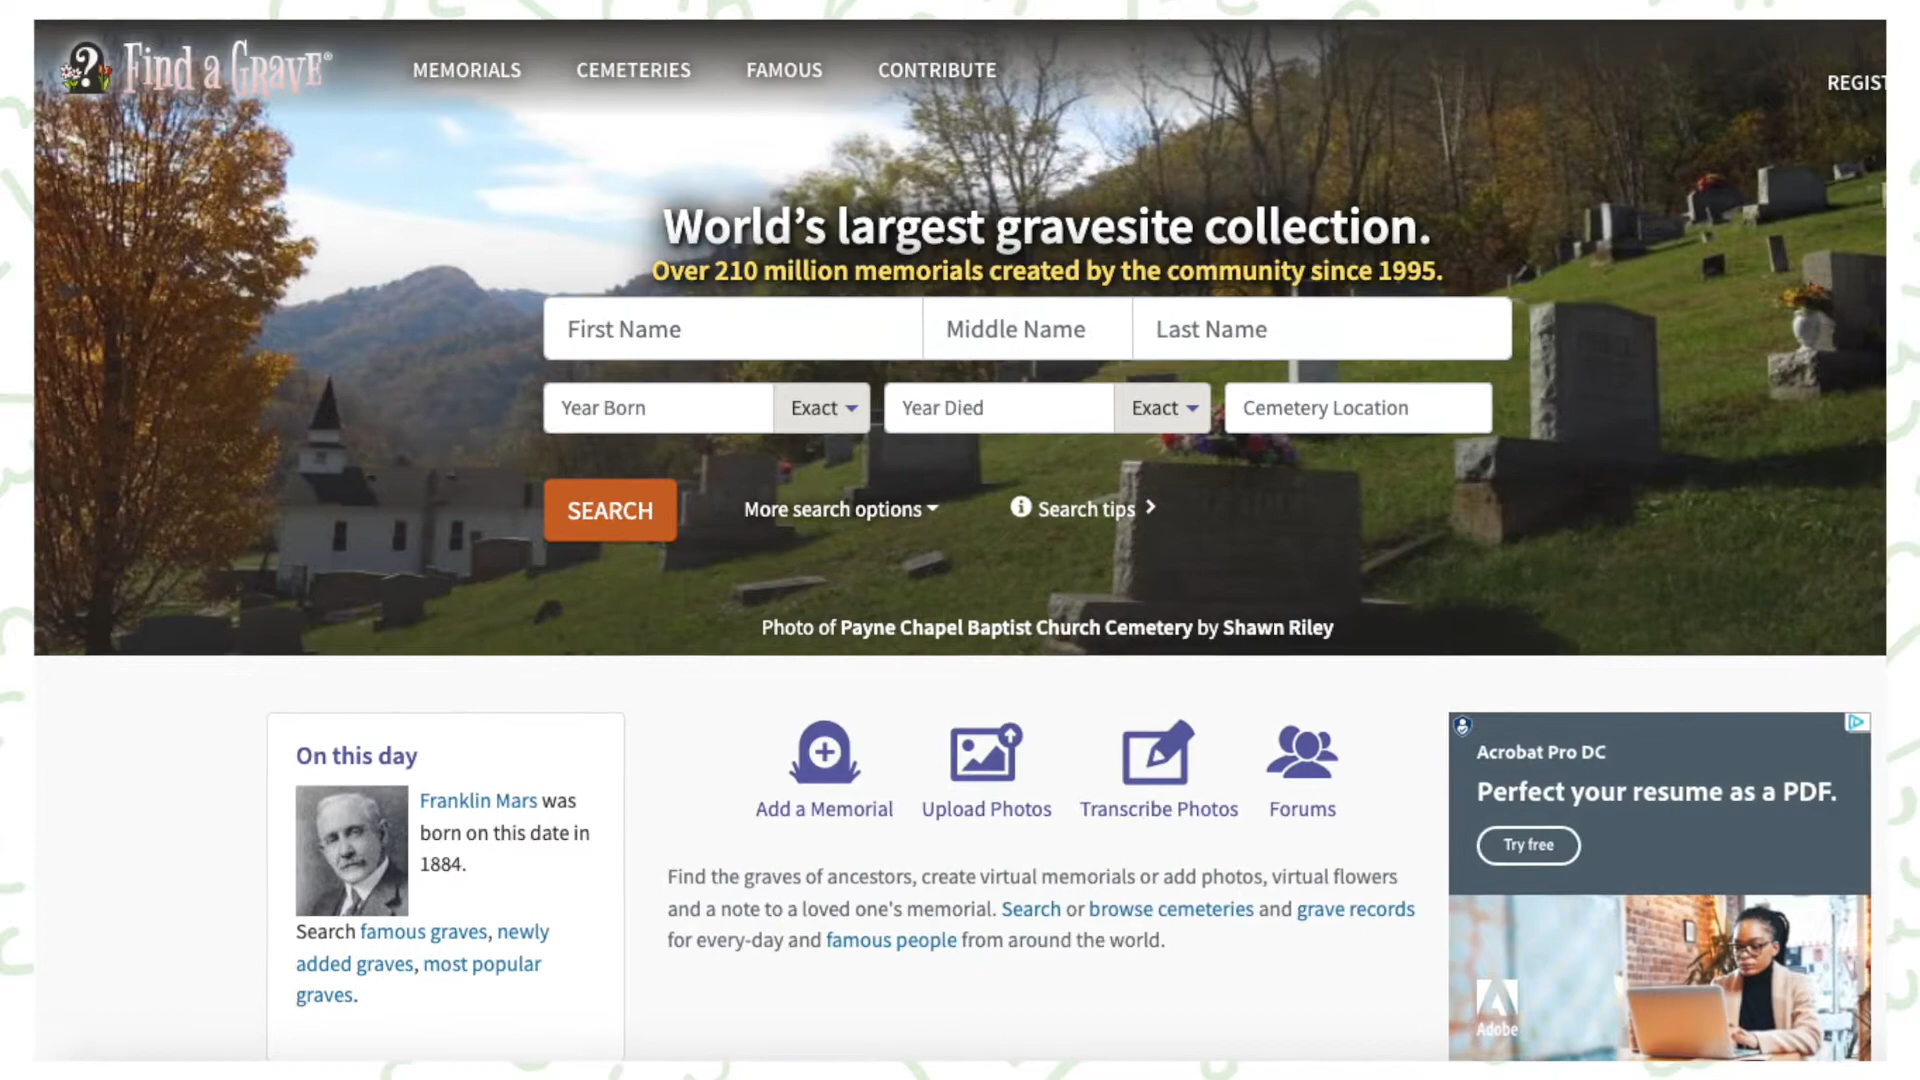 Find a GRAVE®
MEMORIALS
CEMETERIES
FAMOUS
CONTRIBUTE
REGIST
World's largest gravesite collection.
Over 210 million memorials created by the community since 1995.
First Name
Middle Name
Last Name
Year Born
Exact
Year Died
Exact
Cemetery Location
SEARCH
More search options
Search tips
Photo of Payne Chapel Baptist Church Cemetery by Shawn Riley
On this day
Franklin Mars was
born on this date in
1884.
Search famous graves, newly
added graves, most popular
graves.
Add a Memorial
Upload Photos
Transcribe Photos
Forums
Find the graves of ancestors, create virtual memorials or add photos, virtual flowers
and a note to a loved one's memorial. Search or browse cemeteries and grave records
for every-day and famous people from around the world.
Acrobat Pro DC
Perfect your resume as a PDF.
Try free
Adobe